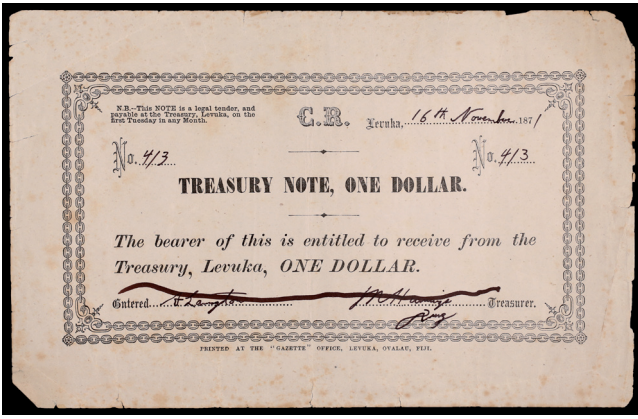 N.B.—This NOTE is a legal tender, and
payable at the Treasury, Levuka, on the
first Tuesday in any Month.
C.R.
Levuka, 16th November 1871
No. 413
No. 413
TREASURY NOTE, ONE DOLLAR.
The bearer of this is entitled to receive from the
Treasury, Levuka, ONE DOLLAR.
Entered
Treasurer.
PRINTED AT THE "GAZETTE" OFFICE, LEVUKA, OVALAU, FIJI.